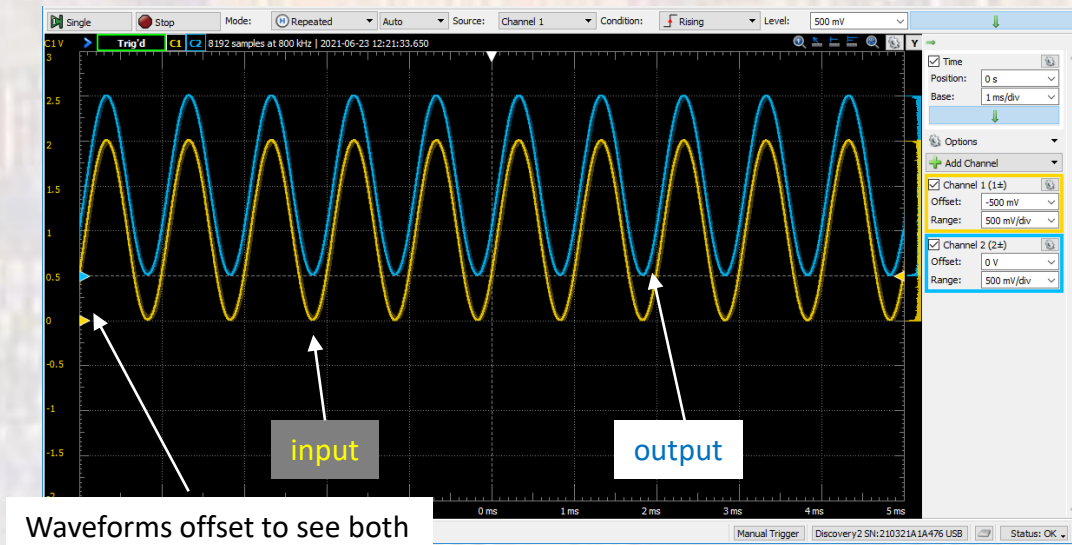 Single Stop Mode: Repeated Auto Source: Channel 1 Condition: Rising Level: 500 mV
C1 V Trig'd C1 C2 8192 samples at 800 kHz | 2021-06-23 12:21:33.650 Y
3
2.5
2
1.5
1
0.5
0
-0.5
-1
-1.5
-2
Time
Position: 0 s
Base: 1 ms/div
Options
Add Channel
Channel 1 (1±)
Offset: -500 mV
Range: 500 mV/div
Channel 2 (2±)
Offset: 0 V
Range: 500 mV/div
input
output
0 ms 1 ms 2 ms 3 ms 4 ms 5 ms
Waveforms offset to see both
Manual Trigger Discovery2 SN:210321A1A476 USB Status: OK